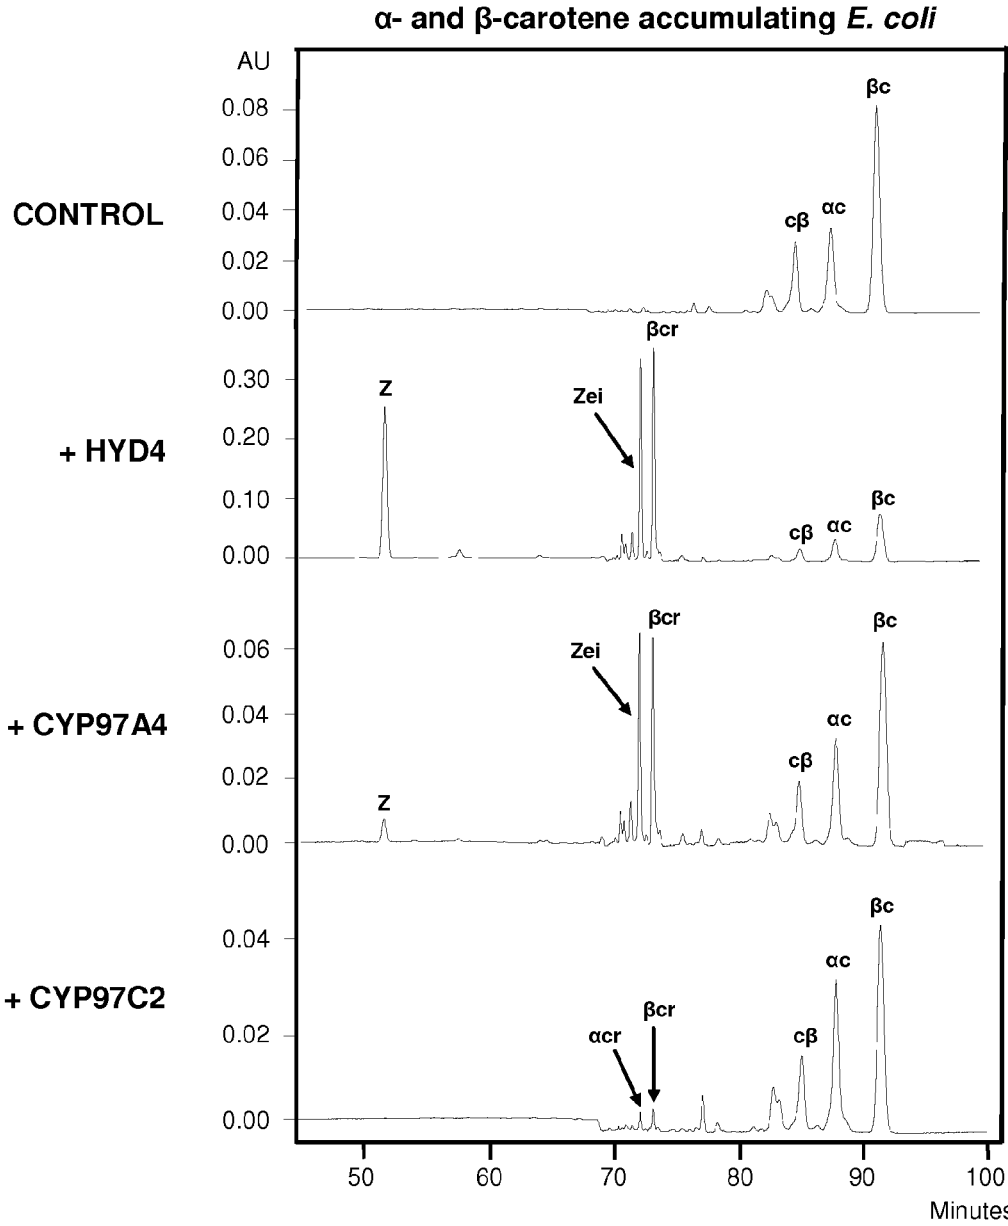 α- and β-carotene accumulating E. coli
AU
0.08
0.06
0.04
0.02
0.00
CONTROL
cβ
αc
βc
0.30
0.20
0.10
0.00
+ HYD4
Z
Zei
βcr
cβ
αc
βc
0.06
0.04
0.02
0.00
+ CYP97A4
Z
Zei
βcr
cβ
αc
βc
0.04
0.02
0.00
+ CYP97C2
αcr
βcr
cβ
αc
βc
50 60 70 80 90 100
Minutes